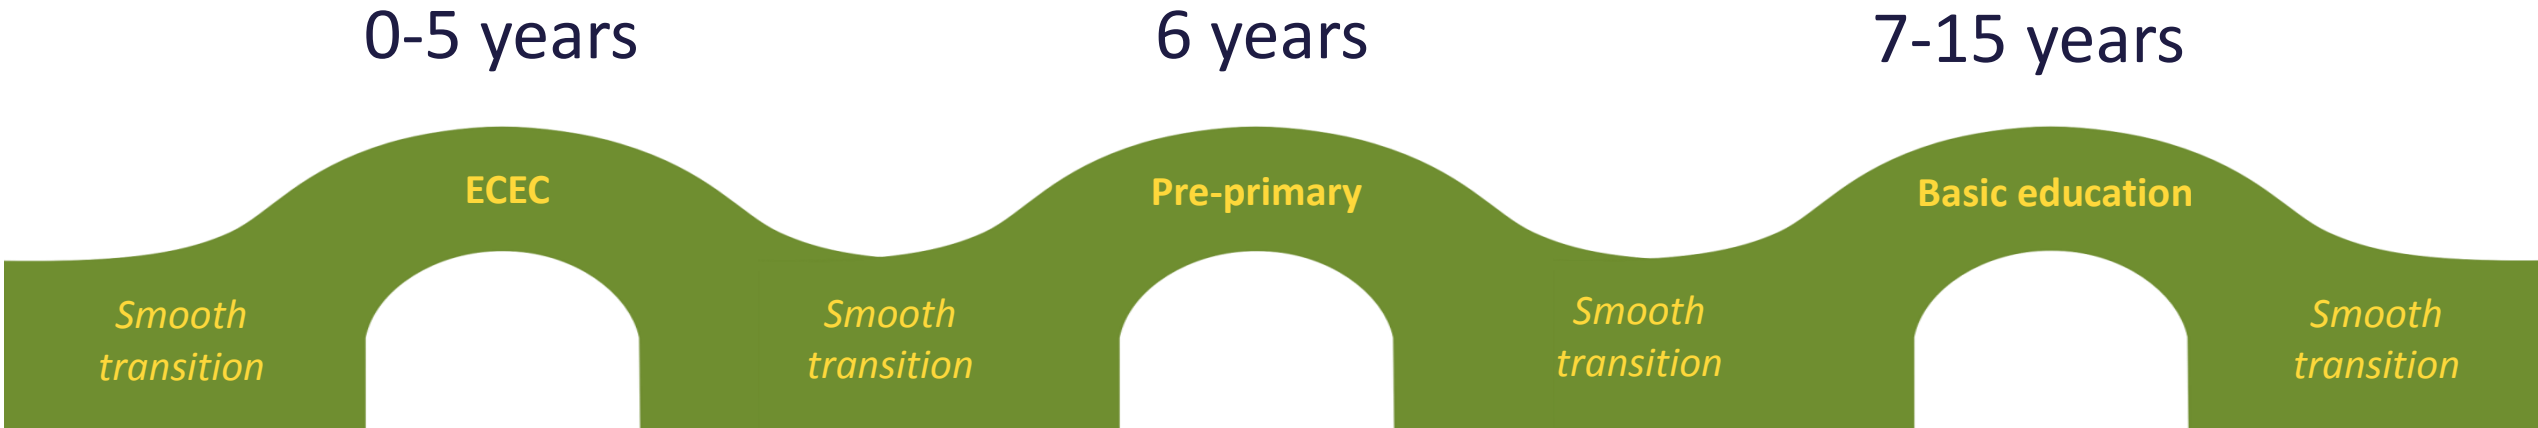 0-5 years
6 years
7-15 years
ECEC
Pre-primary
Basic education
Smooth
transition
Smooth
transition
Smooth
transition
Smooth
transition